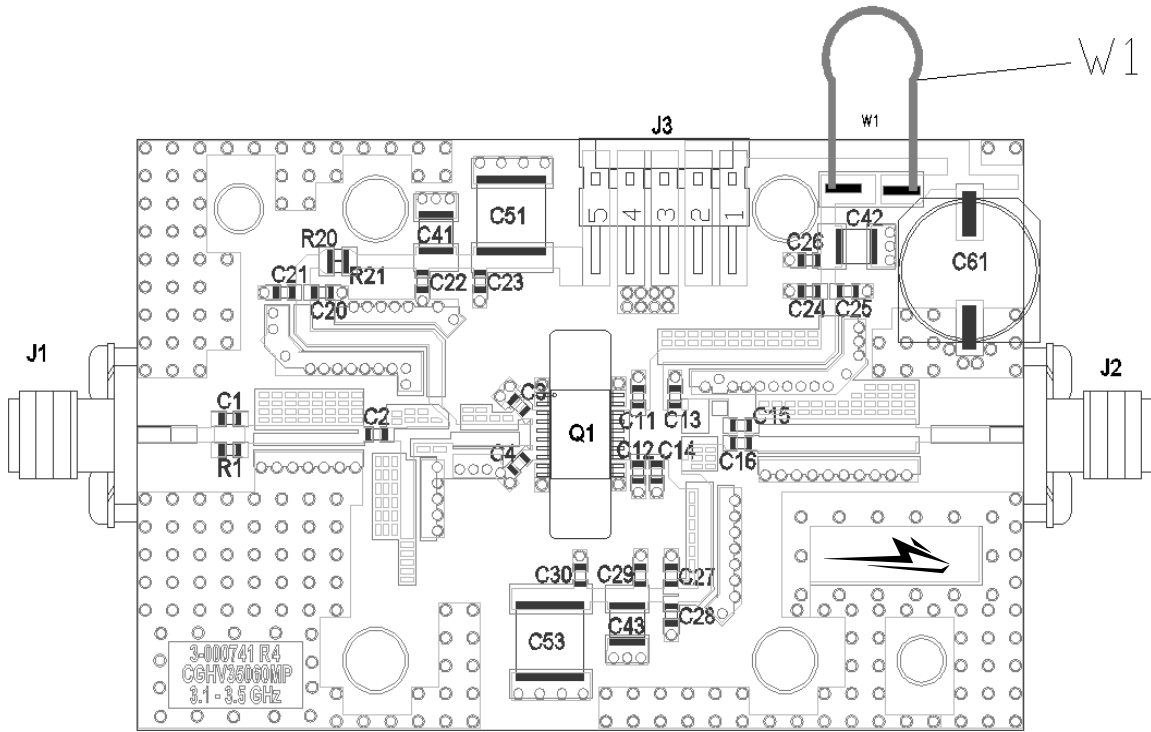 W1
W1
J3
5 4 3 2 1
C51
C41
C42
C26
R20
C61
R21
C22
C23
C21
C20
C24
C25
J1
J2
C3
C1
C2
Q1
C11
C13
C15
R1
C4
C12
C14
C16
C30
C29
C27
C28
C53
C43
3-000741 R4
CGHV35060MP
3.1 - 3.5 GHz